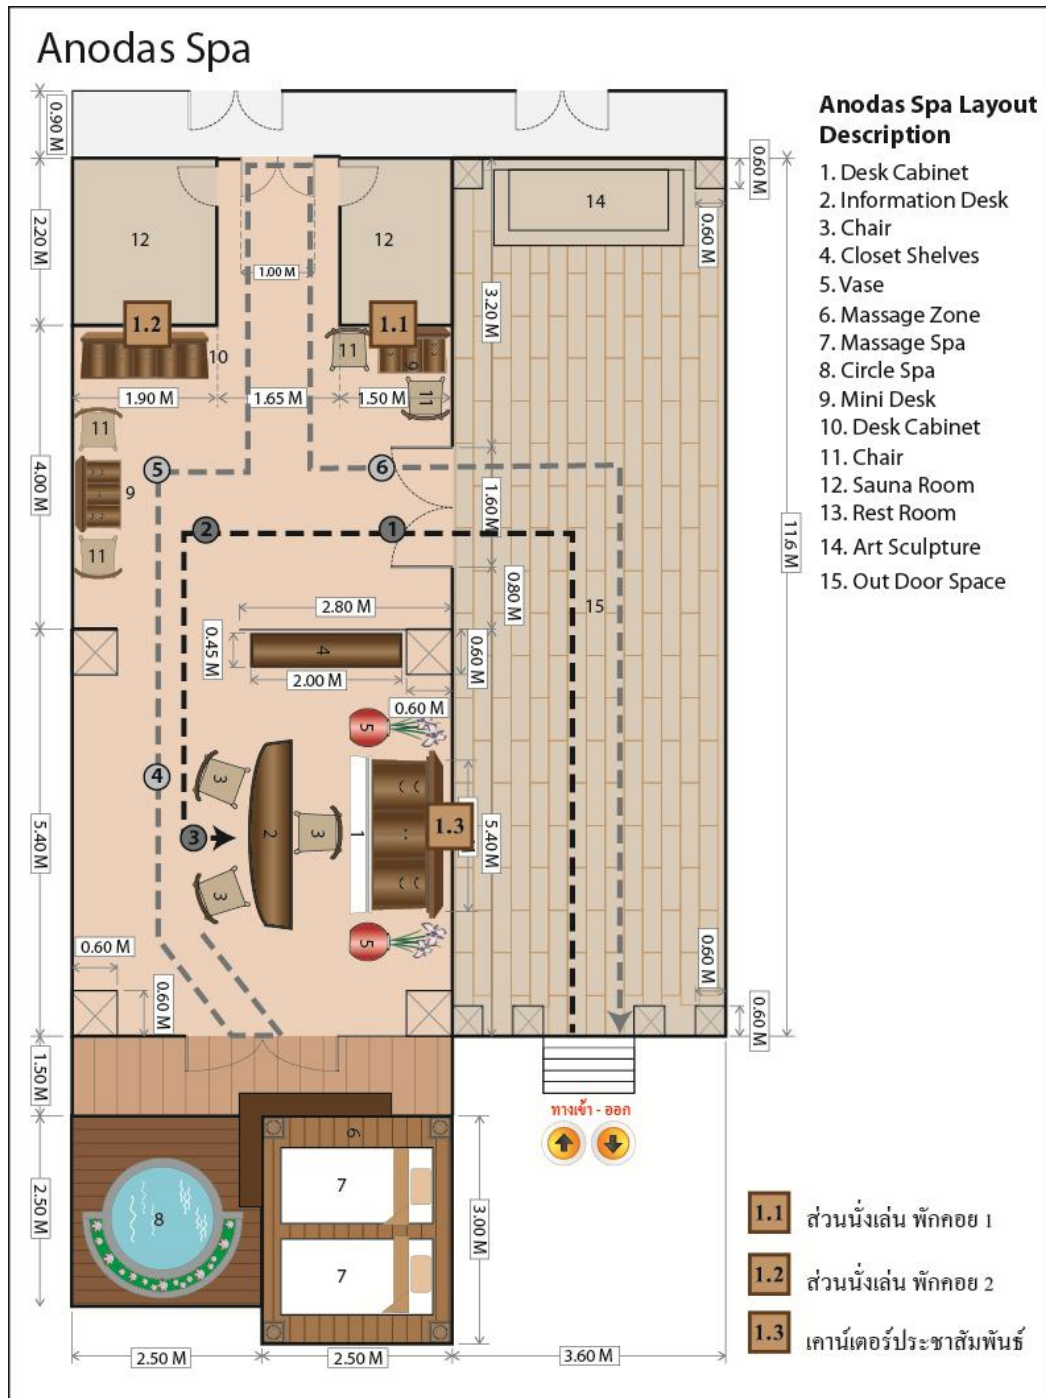 Anodas Spa
Anodas Spa Layout
Description
1. Desk Cabinet
2. Information Desk
3. Chair
4. Closet Shelves
5. Vase
6. Massage Zone
7. Massage Spa
8. Circle Spa
9. Mini Desk
10. Desk Cabinet
11. Chair
12. Sauna Room
13. Rest Room
14. Art Sculpture
15. Out Door Space
0.90 M
0.60 M
14
2.20 M
12
12
0.60 M
1.00 M
3.20 M
1.2
1.1
10
11
9
1.90 M
1.65 M
1.50 M
11
11
5
6
4.00 M
9
1.60 M
2
1
11.6 M
11
0.80 M
15
2.80 M
0.45 M
4
0.60 M
2.00 M
0.60 M
5
4
3
3
2
3
1
1.3
5.40 M
5.40 M
3
5
0.60 M
0.60 M
0.60 M
0.60 M
1.50 M
ทางเข้า - ออก
6
2.50 M
8
7
3.00 M
7
1.1 ส่วนนั่งเล่น พักคอย 1
1.2 ส่วนนั่งเล่น พักคอย 2
1.3 เคาน์เตอร์ประชาสัมพันธ์
2.50 M
2.50 M
3.60 M